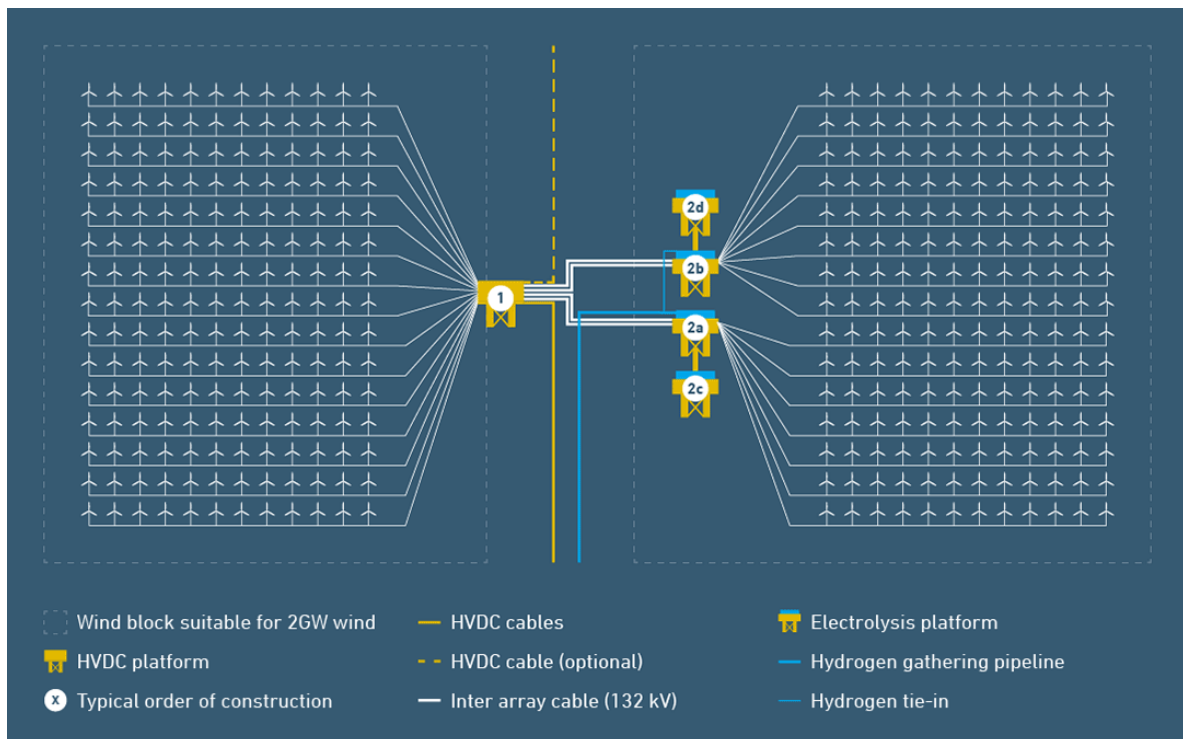 2d
2b
1
2a
2c
Wind block suitable for 2GW wind
HVDC cables
Electrolysis platform
HVDC platform
HVDC cable (optional)
Hydrogen gathering pipeline
x Typical order of construction
Inter array cable (132 kV)
Hydrogen tie-in